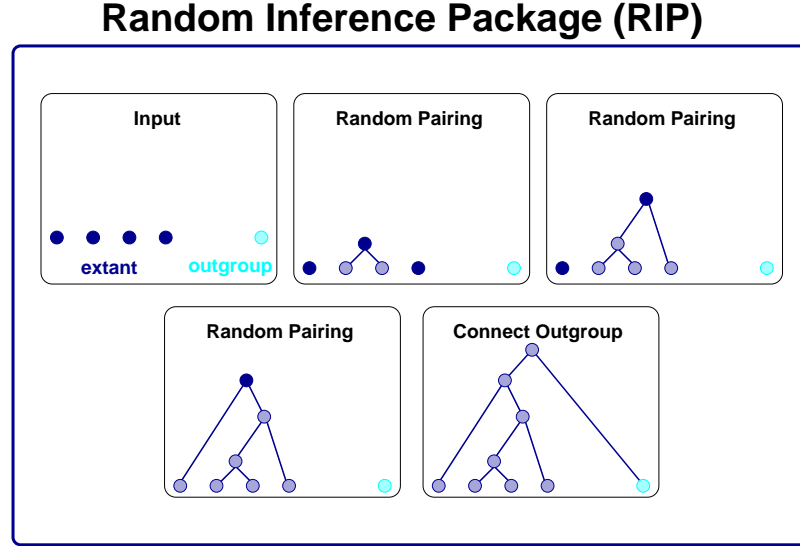 Random Inference Package (RIP)
Input
Random Pairing
Random Pairing
extant
outgroup
Random Pairing
Connect Outgroup